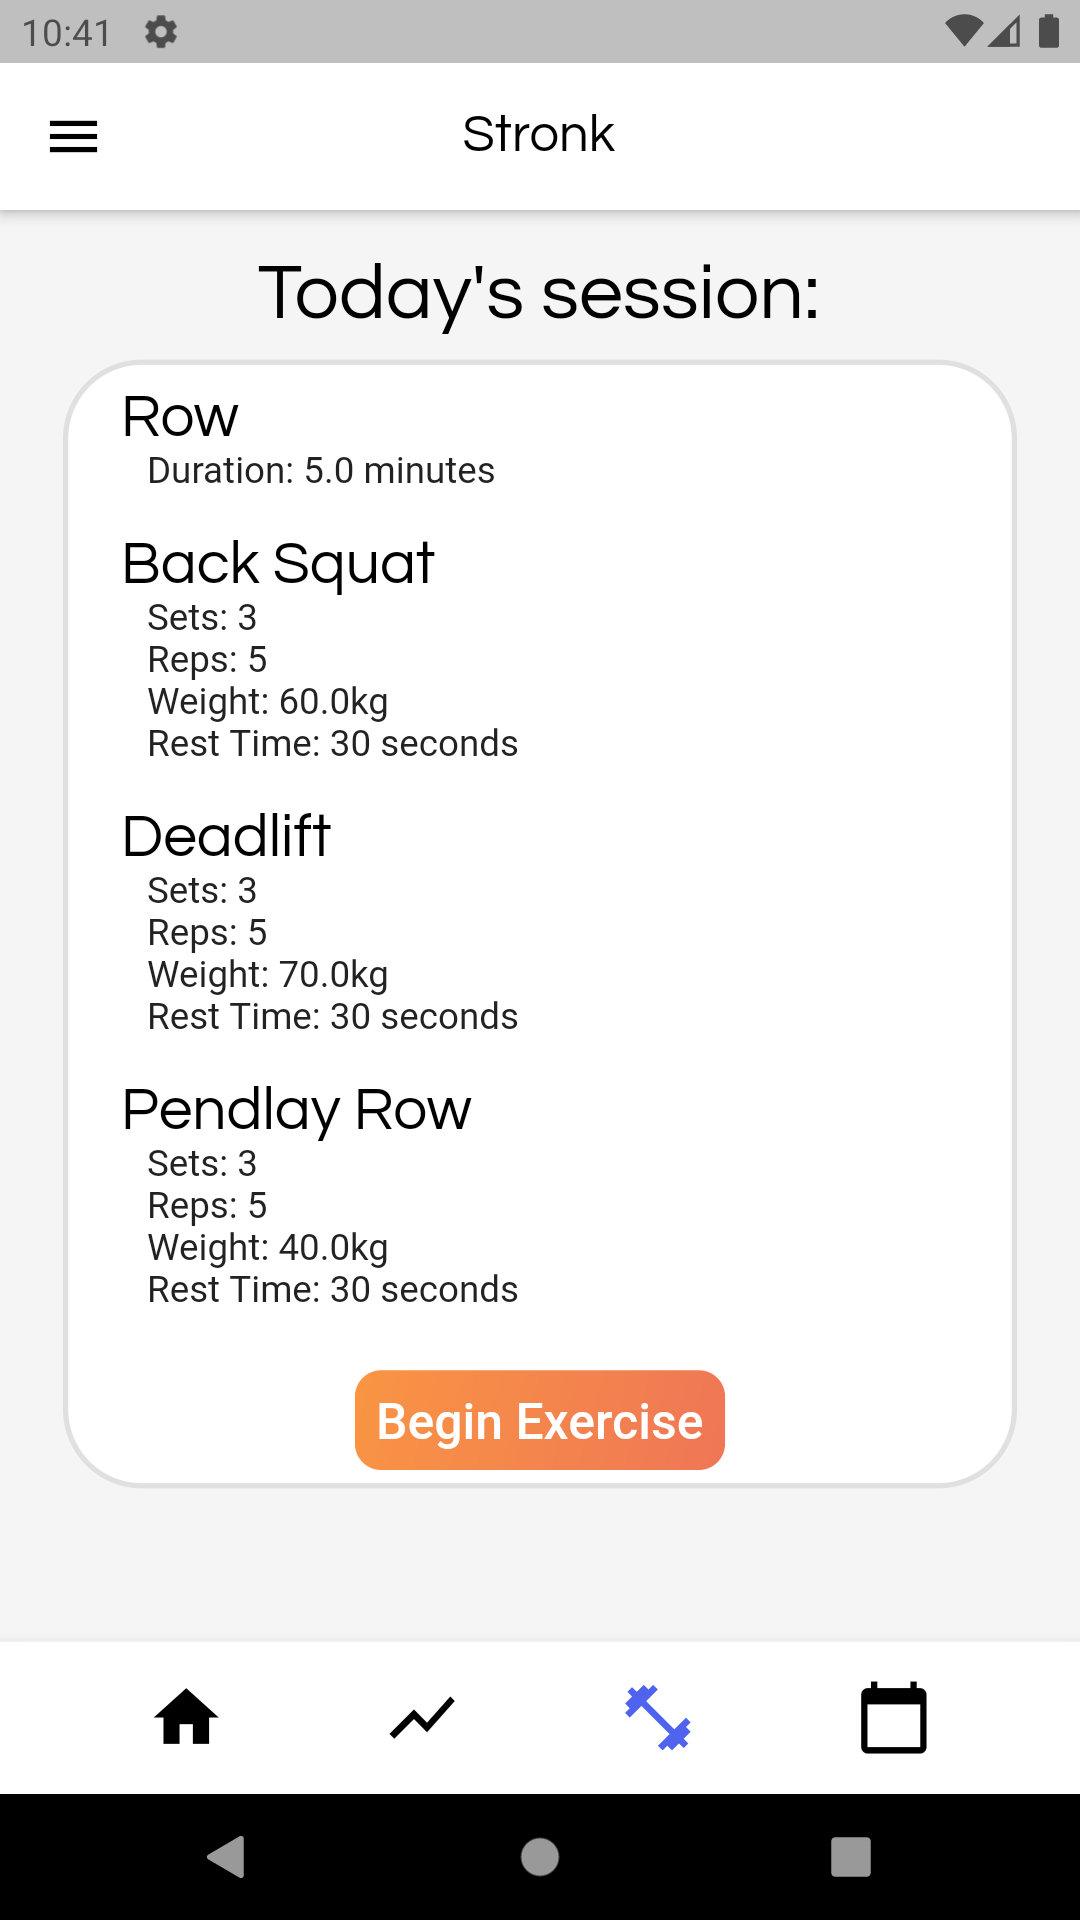 10:41
Stronk
Today's session:
Row
Duration: 5.0 minutes
Back Squat
Sets: 3
Reps: 5
Weight: 60.0kg
Rest Time: 30 seconds
Deadlift
Sets: 3
Reps: 5
Weight: 70.0kg
Rest Time: 30 seconds
Pendlay Row
Sets: 3
Reps: 5
Weight: 40.0kg
Rest Time: 30 seconds
Begin Exercise